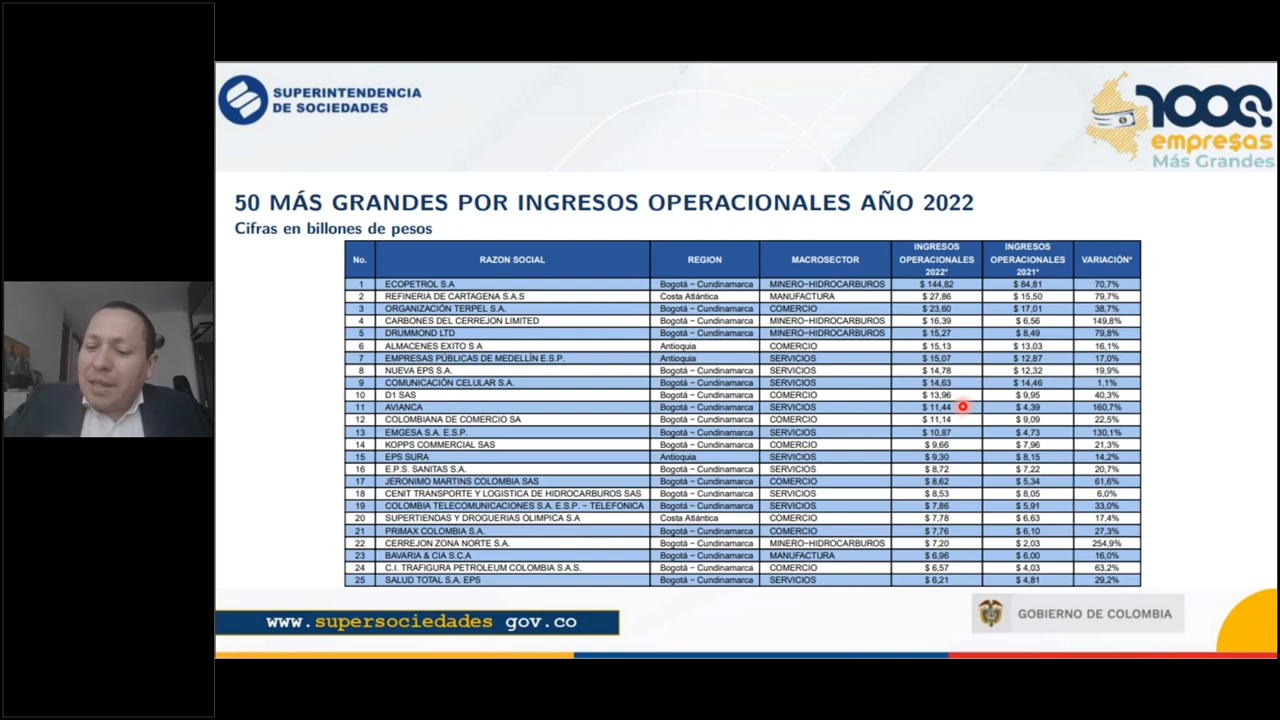 SUPERINTENDENCIA
DE SOCIEDADES
1000
empre$as
Más Grandes
50 MÁS GRANDES POR INGRESOS OPERACIONALES AÑO 2022
Cifras en billones de pesos
No. RAZON SOCIAL REGION MACROSECTOR INGRESOS OPERACIONALES 2022* INGRESOS OPERACIONALES 2021* VARIACIÓN*
1 ECOPETROL S.A Bogotá - Cundinamarca MINERO-HIDROCARBUROS $ 144,82 $ 84,81 70,7%
2 REFINERIA DE CARTAGENA S.A.S Costa Atlántica MANUFACTURA $ 27,86 $ 15,50 79,7%
3 ORGANIZACIÓN TERPEL S.A. Bogotá - Cundinamarca COMERCIO $ 23,60 $ 17,01 38,7%
4 CARBONES DEL CERREJON LIMITED Bogotá - Cundinamarca MINERO-HIDROCARBUROS $ 16,39 $ 6,56 149,8%
5 DRUMMOND LTD Bogotá - Cundinamarca MINERO-HIDROCARBUROS $ 15,27 $ 8,49 79,8%
6 ALMACENES EXITO S A Antioquia COMERCIO $ 15,13 $ 13,03 16,1%
7 EMPRESAS PÚBLICAS DE MEDELLÍN E.S.P. Antioquia SERVICIOS $ 15,07 $ 12,87 17,0%
8 NUEVA EPS S.A. Bogotá - Cundinamarca SERVICIOS $ 14,78 $ 12,32 19,9%
9 COMUNICACIÓN CELULAR S.A. Bogotá - Cundinamarca SERVICIOS $ 14,63 $ 14,46 1,1%
10 D1 SAS Bogotá - Cundinamarca COMERCIO $ 13,96 $ 9,95 40,3%
11 AVIANCA Bogotá - Cundinamarca SERVICIOS $ 11,44 $ 4,39 160,7%
12 COLOMBIANA DE COMERCIO SA Bogotá - Cundinamarca COMERCIO $ 11,14 $ 9,09 22,5%
13 EMGESA S.A. E.S.P. Bogotá - Cundinamarca SERVICIOS $ 10,87 $ 4,73 130,1%
14 KOPPS COMMERCIAL SAS Bogotá - Cundinamarca COMERCIO $ 9,66 $ 7,96 21,3%
15 EPS SURA Antioquia SERVICIOS $ 9,30 $ 8,15 14,2%
16 E.P.S. SANITAS S.A. Bogotá - Cundinamarca SERVICIOS $ 8,72 $ 7,22 20,7%
17 JERONIMO MARTINS COLOMBIA SAS Bogotá - Cundinamarca COMERCIO $ 8,62 $ 5,34 61,6%
18 CENIT TRANSPORTE Y LOGISTICA DE HIDROCARBUROS SAS Bogotá - Cundinamarca SERVICIOS $ 8,53 $ 8,05 6,0%
19 COLOMBIA TELECOMUNICACIONES S.A. E.S.P. - TELEFONICA Bogotá - Cundinamarca SERVICIOS $ 7,86 $ 5,91 33,0%
20 SUPERTIENDAS Y DROGUERIAS OLIMPICA S.A Costa Atlántica COMERCIO $ 7,78 $ 6,63 17,4%
21 PRIMAX COLOMBIA S.A. Bogotá - Cundinamarca COMERCIO $ 7,76 $ 6,10 27,3%
22 CERREJON ZONA NORTE S.A. Bogotá - Cundinamarca MINERO-HIDROCARBUROS $ 7,20 $ 2,03 254,9%
23 BAVARIA & CIA S.C.A Bogotá - Cundinamarca MANUFACTURA $ 6,96 $ 6,00 16,0%
24 C.I. TRAFIGURA PETROLEUM COLOMBIA S.A.S. Bogotá - Cundinamarca COMERCIO $ 6,57 $ 4,03 63,2%
25 SALUD TOTAL S.A. EPS Bogotá - Cundinamarca SERVICIOS $ 6,21 $ 4,81 29,2%
www.supersociedades gov.co
GOBIERNO DE COLOMBIA